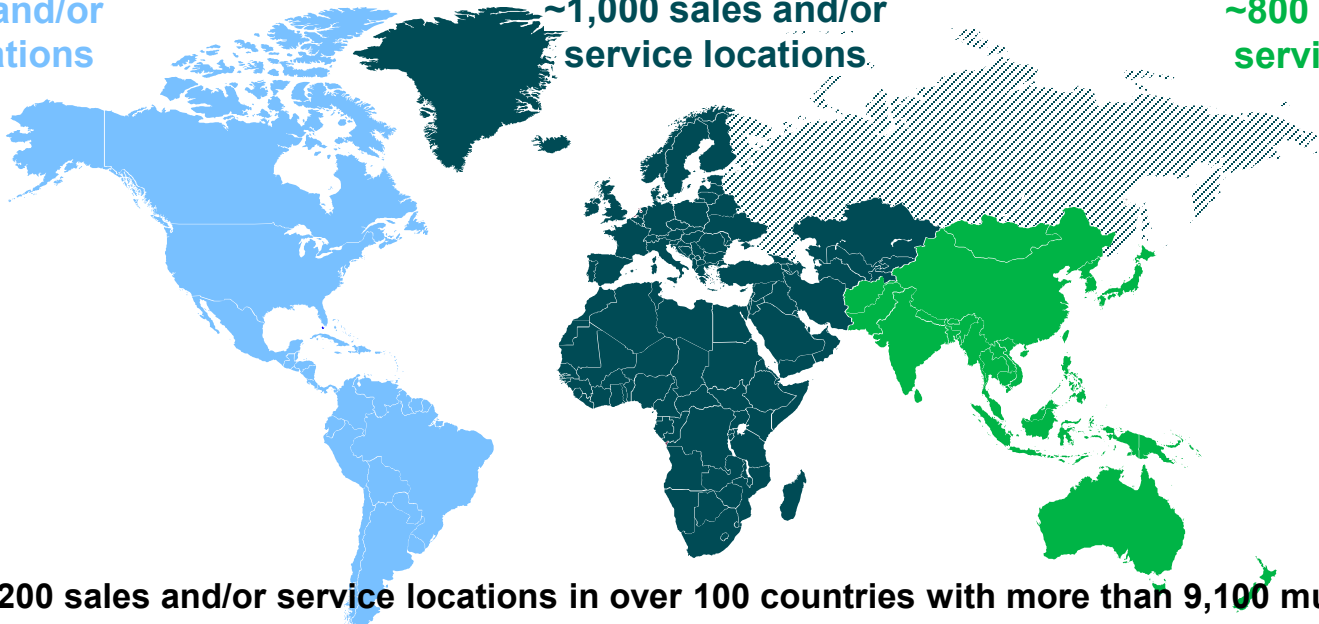 and/or
~1,000 sales and/or
~800
ations
service locations
servi
200 sales and/or service locations in over 100 countries with more than 9,100 mu